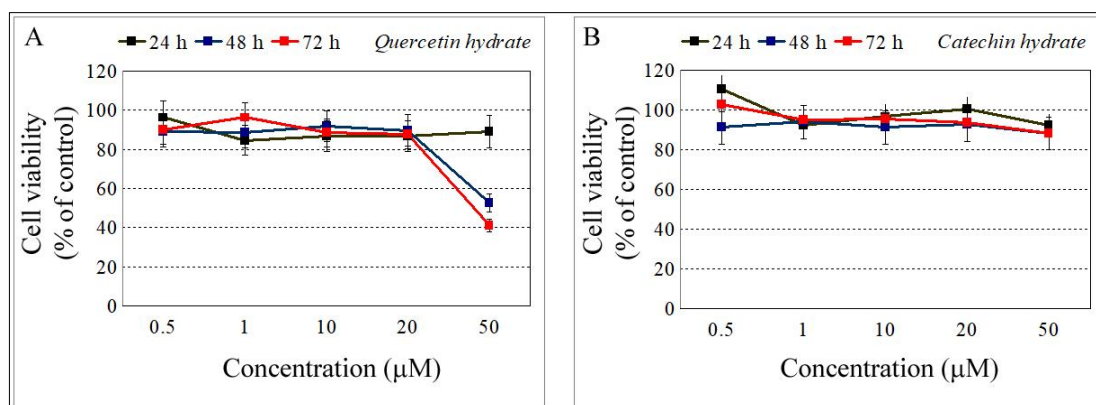 A
24 h 48 h 72 h Quercetin hydrate
120
100
80
60
40
20
0
Cell viability
(% of control)
0.5 1 10 20 50
Concentration (μM)
B
24 h 48 h 72 h Catechin hydrate
120
100
80
60
40
20
0
Cell viability
(% of control)
0.5 1 10 20 50
Concentration (μM)